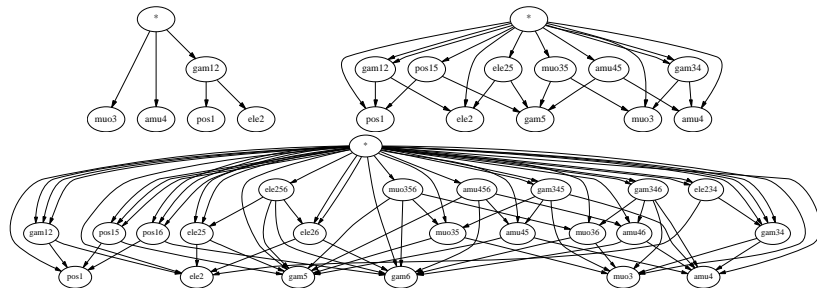 *
gam12
muo3 amu4 pos1 ele2
*
gam12 pos15 ele25 muo35 amu45 gam34
pos1 ele2 gam5 muo3 amu4
*
ele256 muo356 amu456 gam345 gam346 ele234
gam12 pos15 pos16 ele25 ele26 muo35 amu45 muo36 amu46 gam34
pos1 ele2 gam5 gam6 muo3 amu4